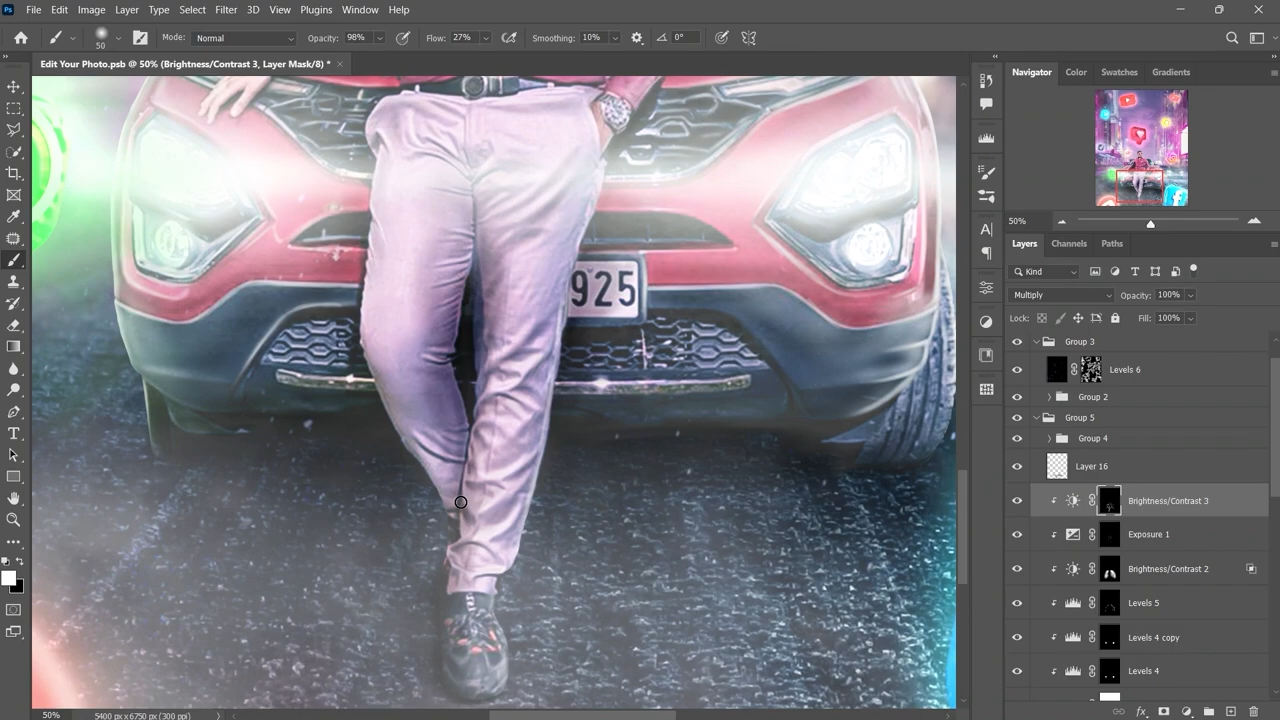 Ps File Edit Image Layer Type Select Filter 3D View Plugins Window Help
50 Mode: Normal Opacity: 98% Flow: 27% Smoothing: 10% 0°
Edit Your Photo.psb @ 50% (Brightness/Contrast 3, Layer Mask/8) *
Navigator Color Swatches Gradients
50%
Layers Channels Paths
Kind
Multiply Opacity: 100%
Lock: Fill: 100%
Group 3
Levels 6
Group 2
Group 5
Group 4
Layer 16
Brightness/Contrast 3
Exposure 1
Brightness/Contrast 2
Levels 5
Levels 4 copy
Levels 4
925
50% 5400 px x 6750 px (300 ppi)